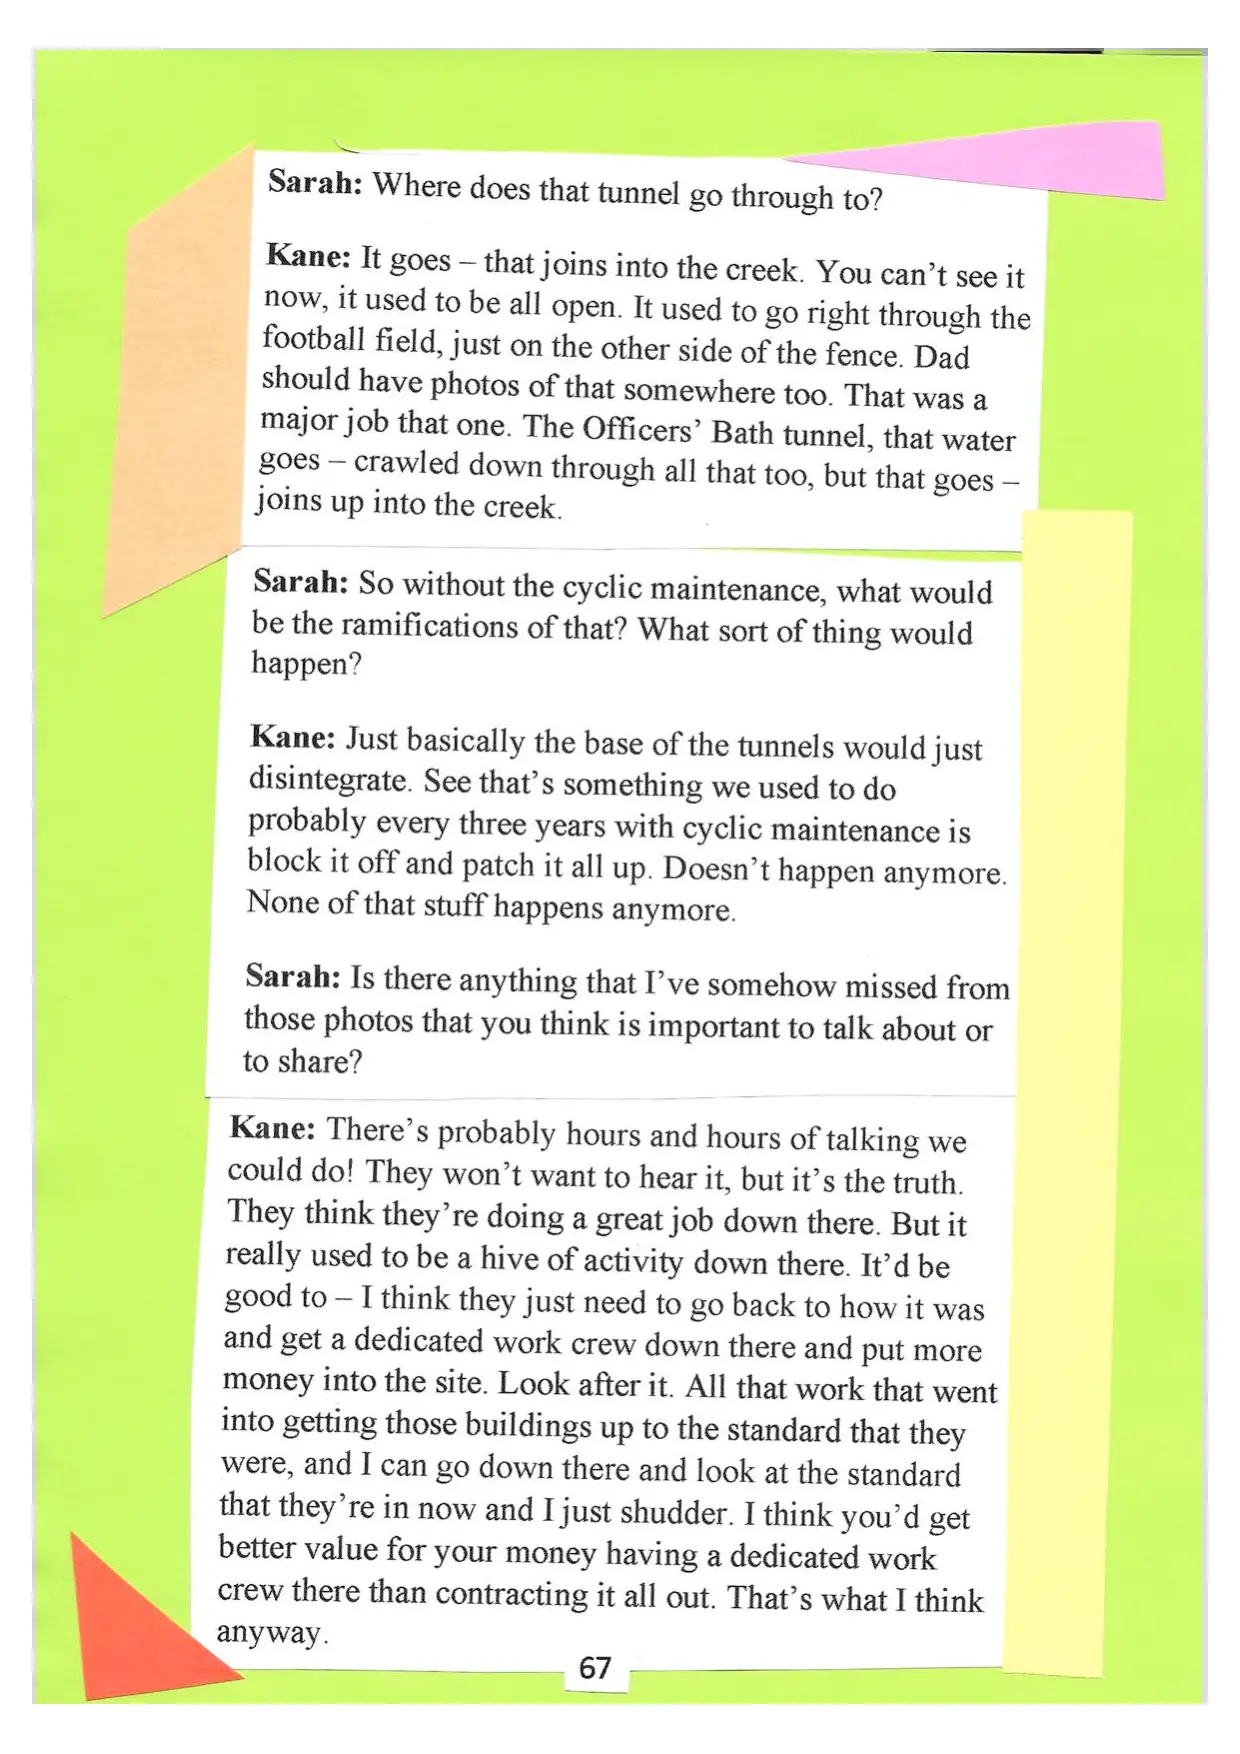 Sarah: Where does that tunnel go through to?
Kane: It goes – that joins into the creek. You can't see it
now, it used to be all open. It used to go right through the
football field, just on the other side of the fence. Dad
should have photos of that somewhere too. That was a
major job that one. The Officers' Bath tunnel, that water
goes – crawled down through all that too, but that goes –
joins up into the creek.
Sarah: So without the cyclic maintenance, what would
be the ramifications of that? What sort of thing would
happen?
Kane: Just basically the base of the tunnels would just
disintegrate. See that's something we used to do
probably every three years with cyclic maintenance is
block it off and patch it all up. Doesn't happen anymore.
None of that stuff happens anymore.
Sarah: Is there anything that I've somehow missed from
those photos that you think is important to talk about or
to share?
Kane: There's probably hours and hours of talking we
could do! They won't want to hear it, but it's the truth.
They think they're doing a great job down there. But it
really used to be a hive of activity down there. It'd be
good to – I think they just need to go back to how it was
and get a dedicated work crew down there and put more
money into the site. Look after it. All that work that went
into getting those buildings up to the standard that they
were, and I can go down there and look at the standard
that they're in now and I just shudder. I think you'd get
better value for your money having a dedicated work
crew there than contracting it all out. That's what I think
anyway.
67